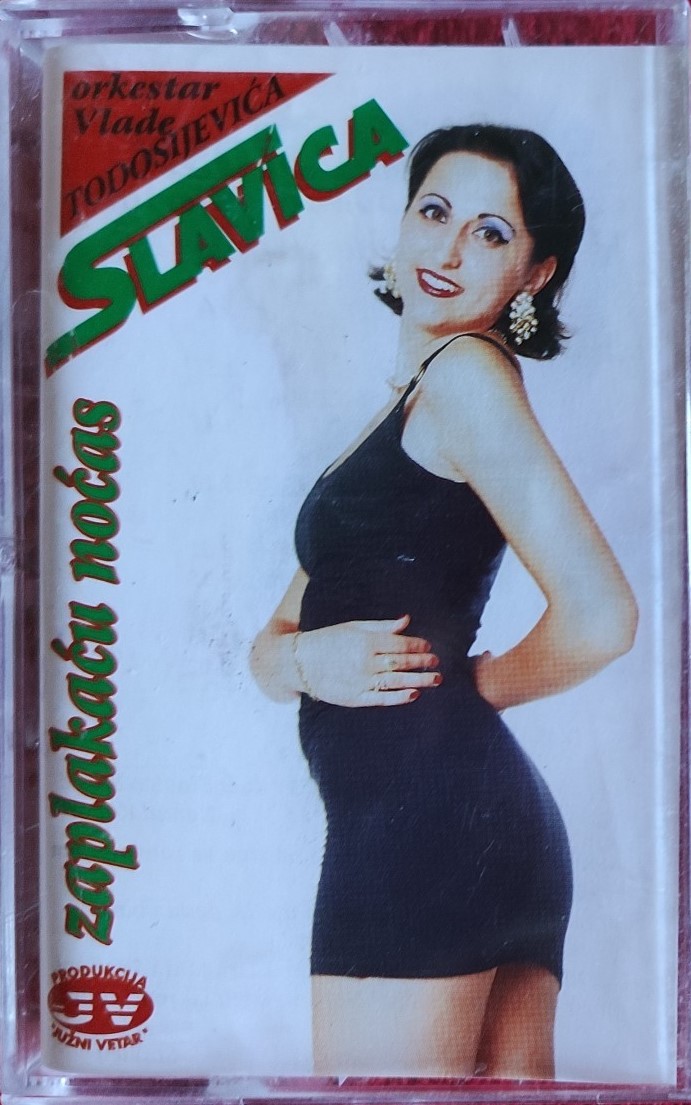 orkestar
Vlade
TODOSIJEVIĆA
SLAVICA
zaplakaću noćas
PRODUKCIJA
JV
"JUŽNI VETAR"